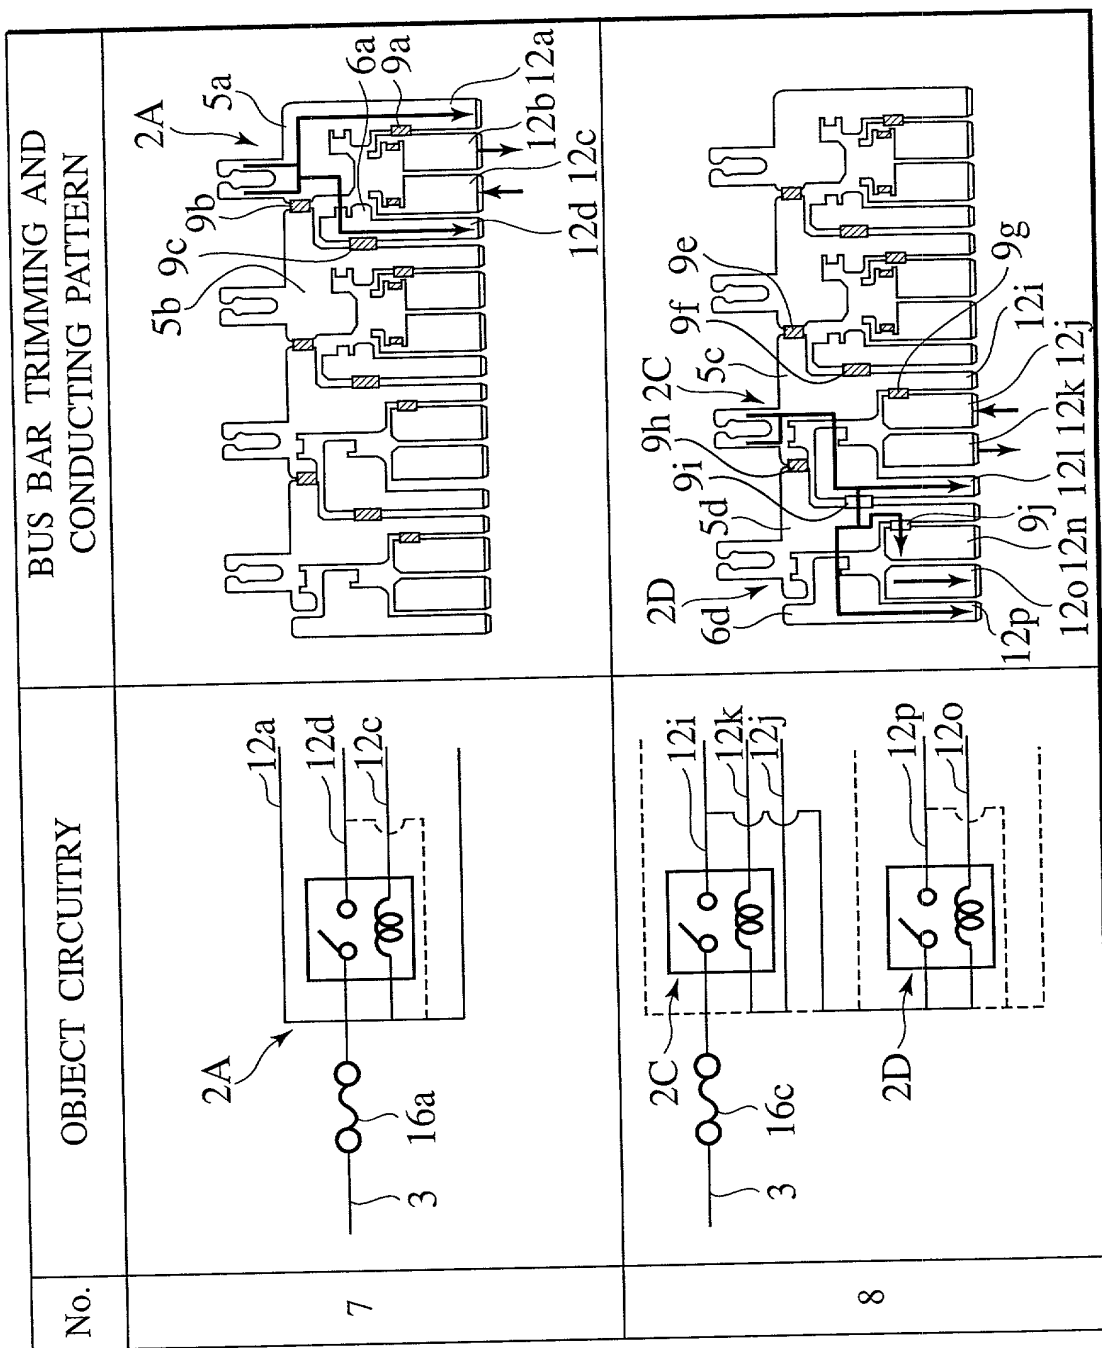 No.
OBJECT CIRCUITRY
BUS BAR TRIMMING AND
CONDUCTING PATTERN
7
3
16a
2A
12a
12d
12c
5b
9c
9b
5a
2A
6a
9a
12a
12b
12c
12d
8
3
16c
2C
2D
12i
12k
12j
12p
12o
6d
2D
5d
9i
9h
2C
5c
9f
9e
9g
12i
12j
12k
12l
9j
12n
12o
12p